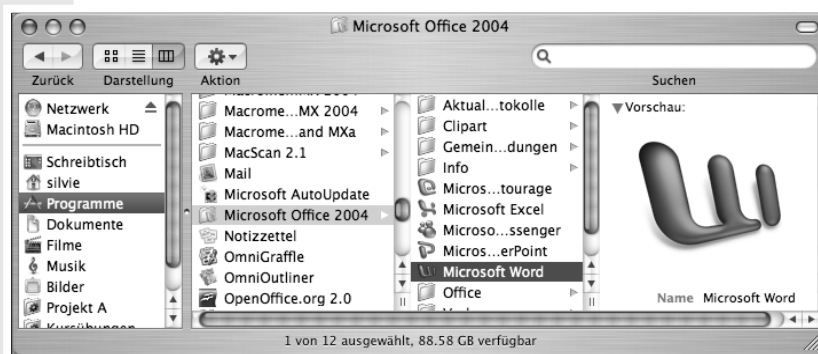 Microsoft Office 2004
Zurück
Darstellung
Aktion
Suchen
Netzwerk
Macintosh HD
Schreibtisch
silvie
Programme
Dokumente
Filme
Musik
Bilder
Projekt A
Kursübungen
Macrome...MX 2004
Macrome...and MXa
MacScan 2.1
Mail
Microsoft AutoUpdate
Microsoft Office 2004
Notizzettel
OmniGraffle
OmniOutliner
OpenOffice.org 2.0
Aktual...tokolle
Clipart
Gemein...dungen
Info
Micros...tourage
Microsoft Excel
Microso...ssenger
Micros...erPoint
Microsoft Word
Office
Vorschau:
Name Microsoft Word
1 von 12 ausgewählt, 88.58 GB verfügbar